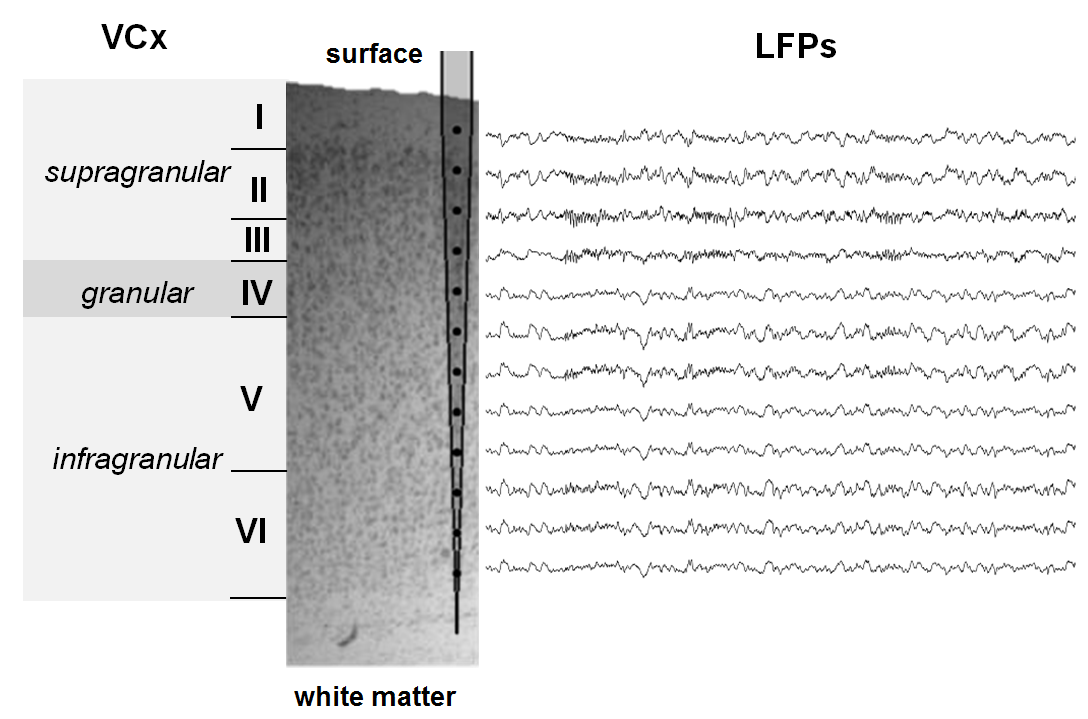 VCx
surface
LFPs
I
supragranular
II
III
granular
IV
V
infragranular
VI
white matter